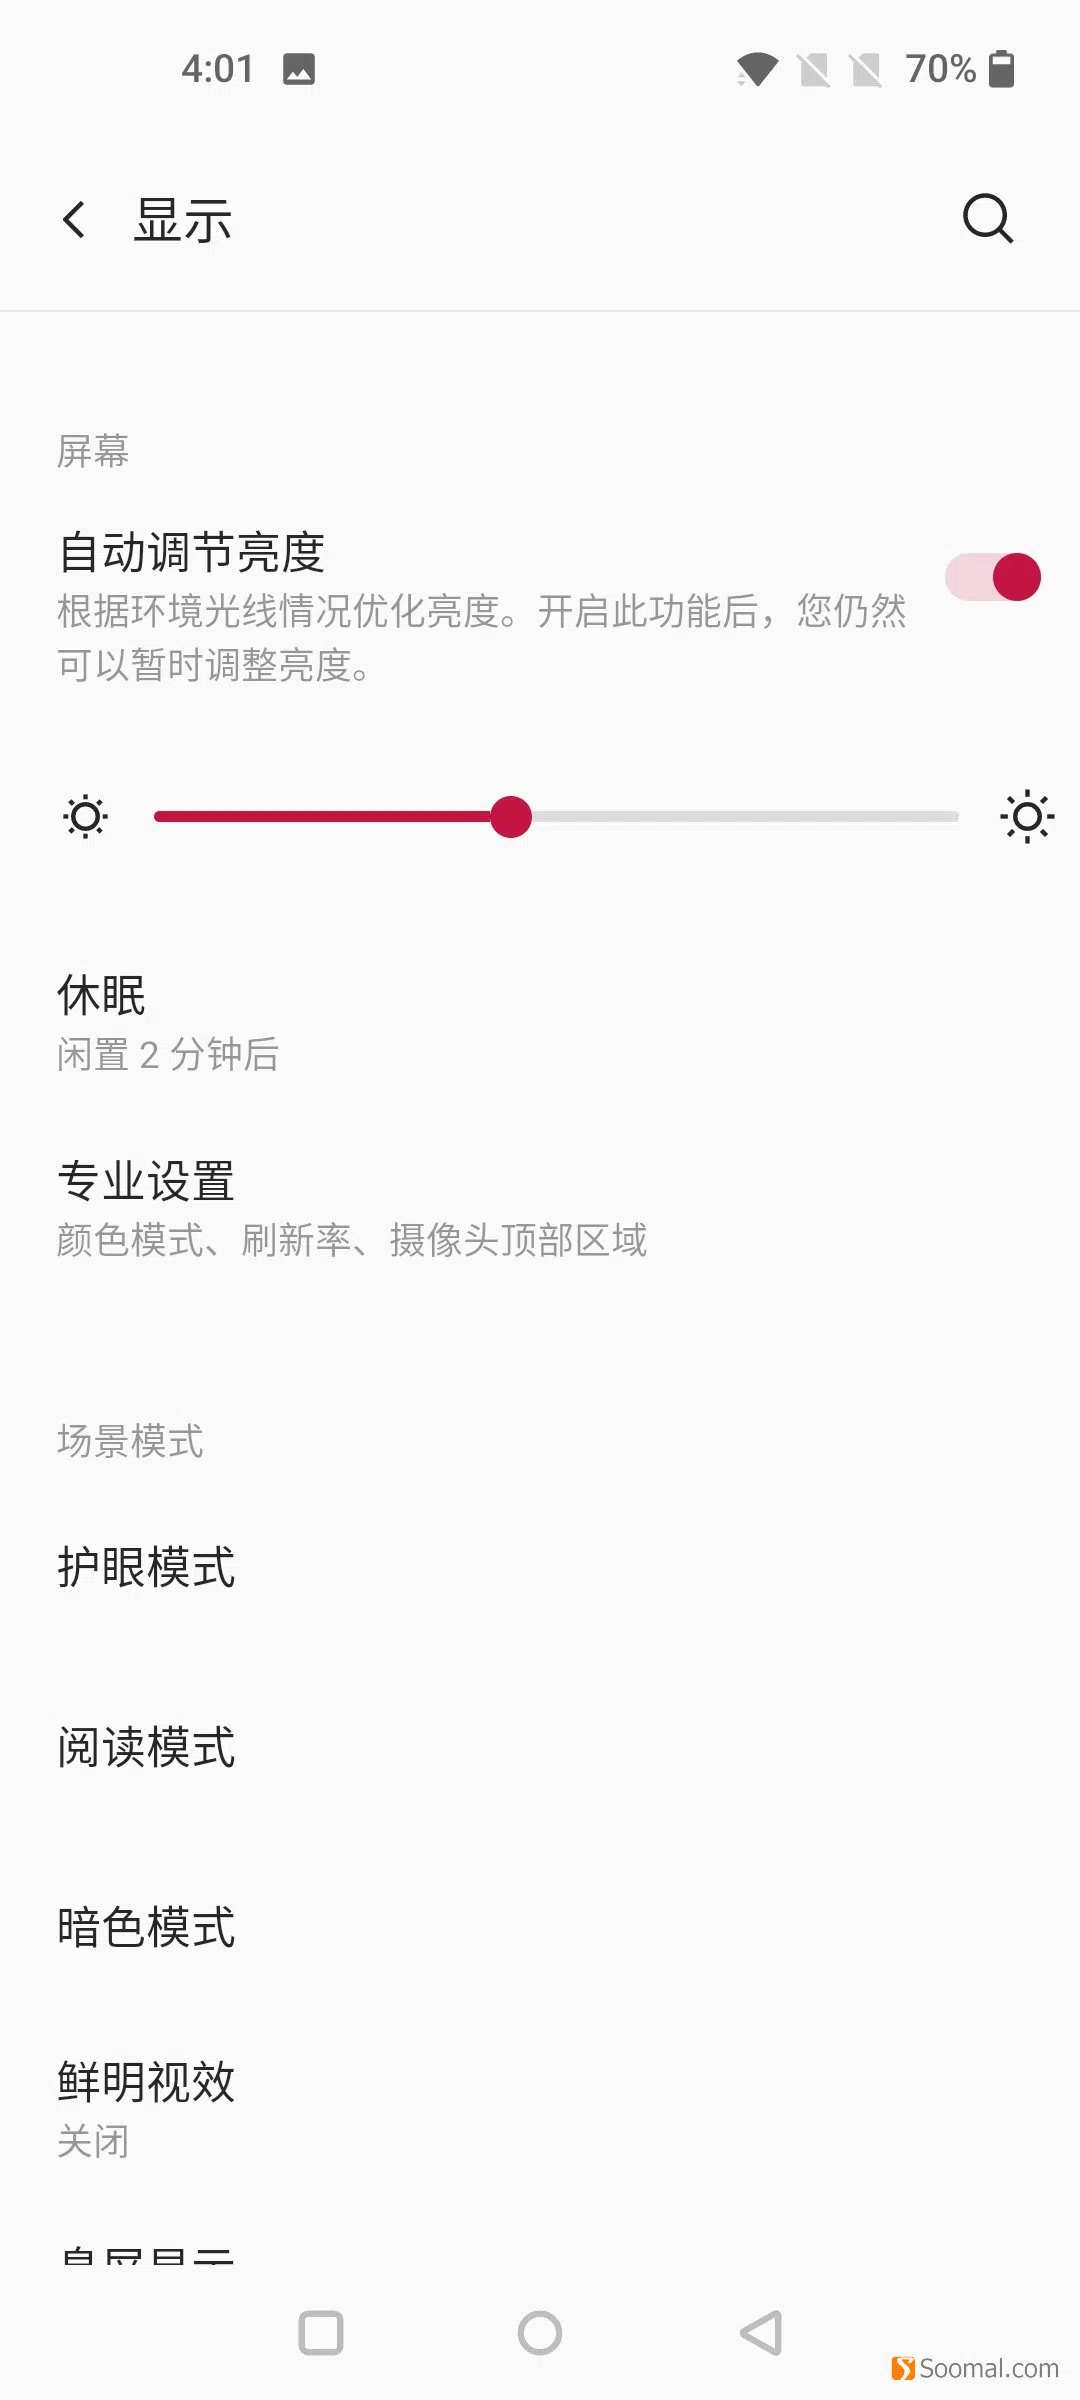 4:01
70%
显示
屏幕
自动调节亮度
根据环境光线情况优化亮度。开启此功能后，您仍然
可以暂时调整亮度。
休眠
闲置 2 分钟后
专业设置
颜色模式、刷新率、摄像头顶部区域
场景模式
护眼模式
阅读模式
暗色模式
鲜明视效
关闭
息屏显示
Soomal.com